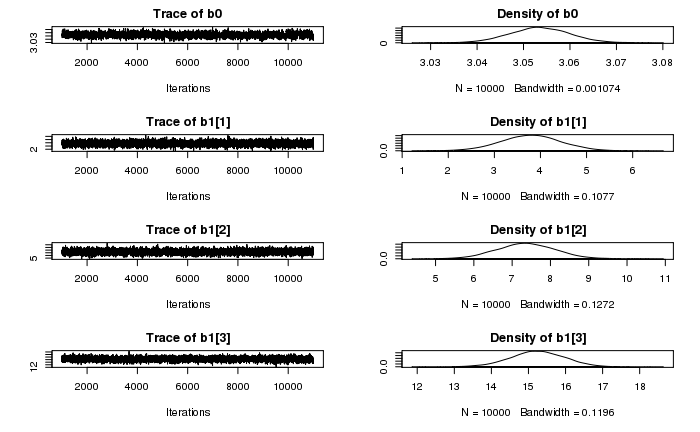 Trace of b0
3.03
2000 4000 6000 8000 10000
Iterations
Density of b0
0
3.03 3.04 3.05 3.06 3.07 3.08
N = 10000 Bandwidth = 0.001074
Trace of b1[1]
2
2000 4000 6000 8000 10000
Iterations
Density of b1[1]
0.0
1 2 3 4 5 6
N = 10000 Bandwidth = 0.1077
Trace of b1[2]
5
2000 4000 6000 8000 10000
Iterations
Density of b1[2]
0.0
5 6 7 8 9 10 11
N = 10000 Bandwidth = 0.1272
Trace of b1[3]
12
2000 4000 6000 8000 10000
Iterations
Density of b1[3]
0.0
12 13 14 15 16 17 18
N = 10000 Bandwidth = 0.1196